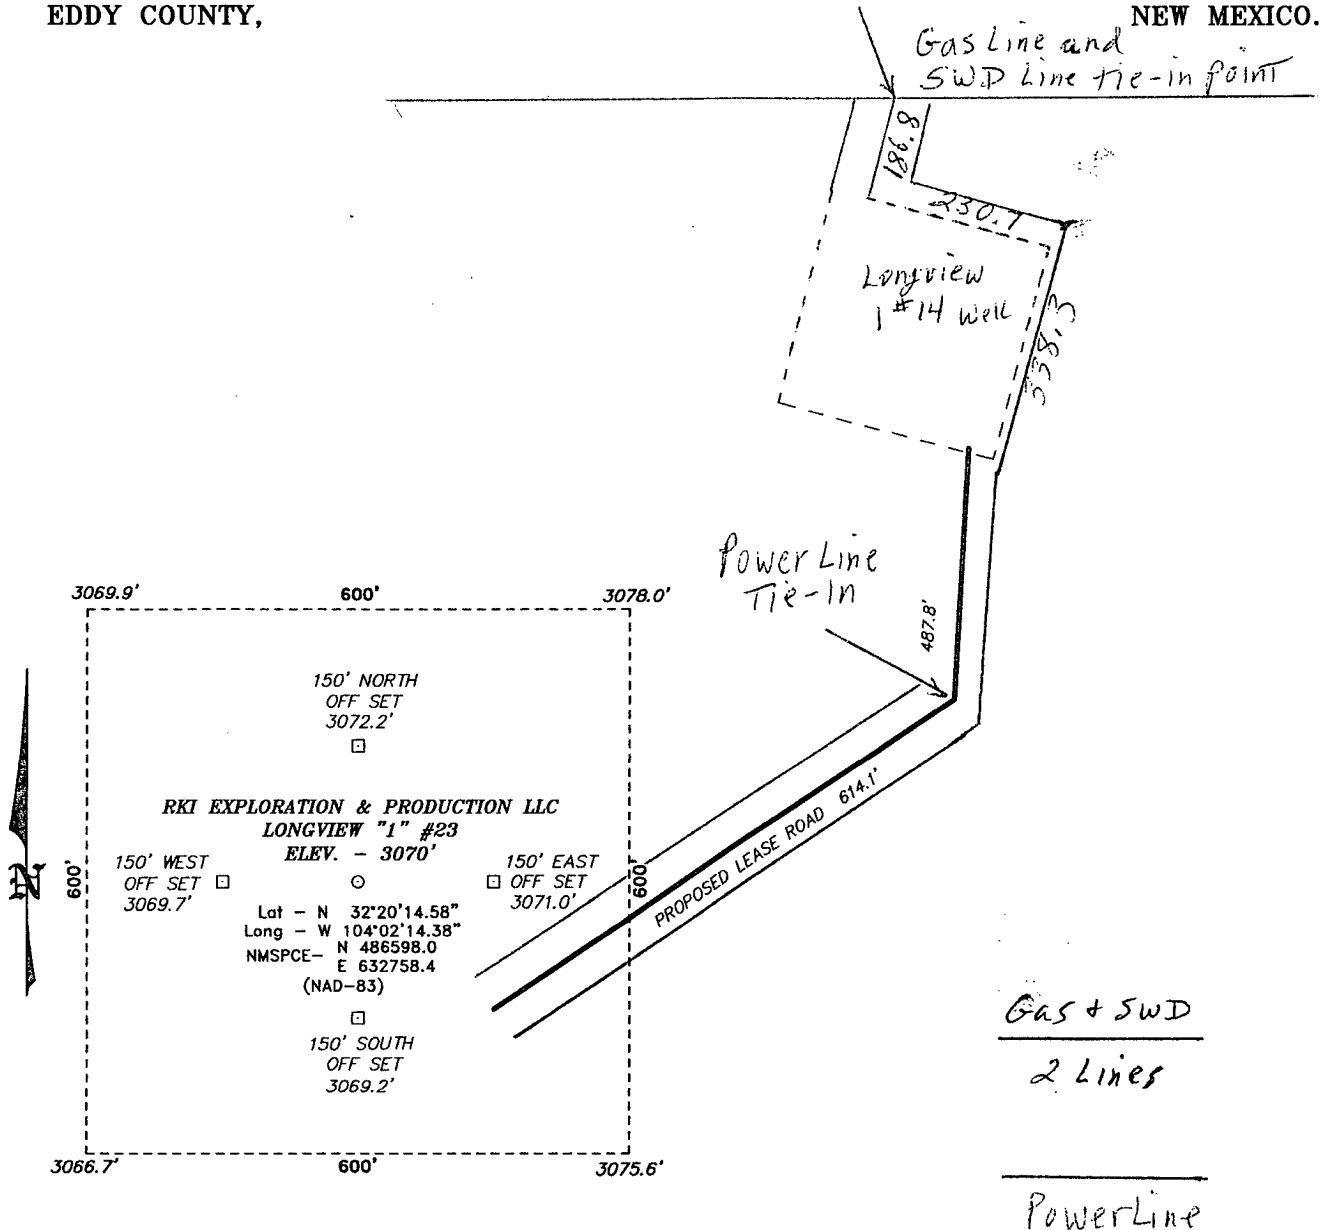 EDDY COUNTY,
NEW MEXICO.
Gas Line and
SWD Line tie-in point
186.8
230.7
Longview
1 #14 Well
338.3
Power Line
Tie-In
487.8'
3069.9'
600'
3078.0'
150' NORTH
OFF SET
3072.2'
RKI EXPLORATION & PRODUCTION LLC
LONGVIEW "1" #23
ELEV. - 3070'
600'
150' WEST
OFF SET
3069.7'
150' EAST
OFF SET
3071.0'
600'
Lat - N 32°20'14.58"
Long - W 104°02'14.38"
NMSPCE- N 486598.0
E 632758.4
(NAD-83)
PROPOSED LEASE ROAD 614.1'
150' SOUTH
OFF SET
3069.2'
3066.7'
600'
3075.6'
N
Gas + SWD
2 Lines
PowerLine